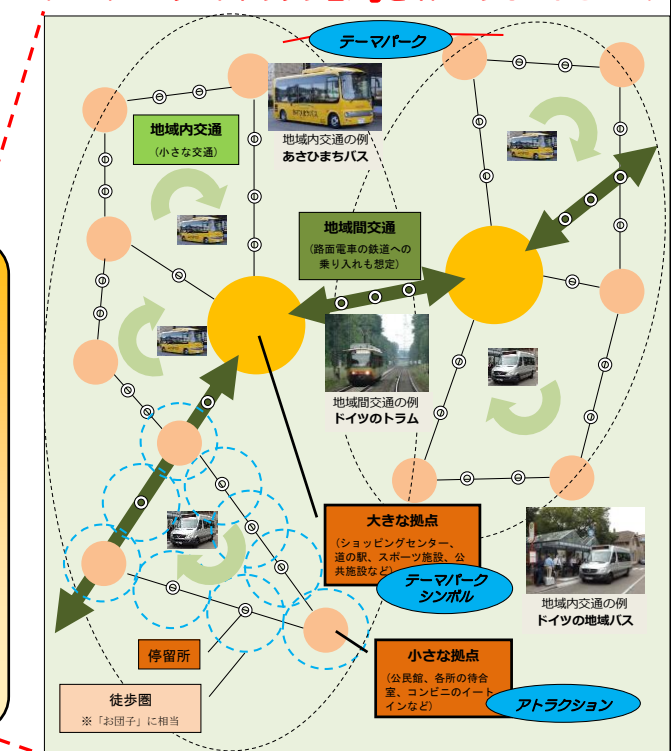 テーマパーク
地域内交通
(小さな交通)
地域内交通の例
あさひまちバス
地域間交通
(路面電車の鉄道への
乗り入れも想定)
地域間交通の例
ドイツのトラム
大きな拠点
(ショッピングセンター、
道の駅、スポーツ施設、公
共施設など)
テーマパーク
シンボル
地域内交通の例
ドイツの地域バス
停留所
小さな拠点
(公民館、各所の待合
室、コンビニのイート
インなど)
アトラクション
徒歩圏
※「お団子」に相当